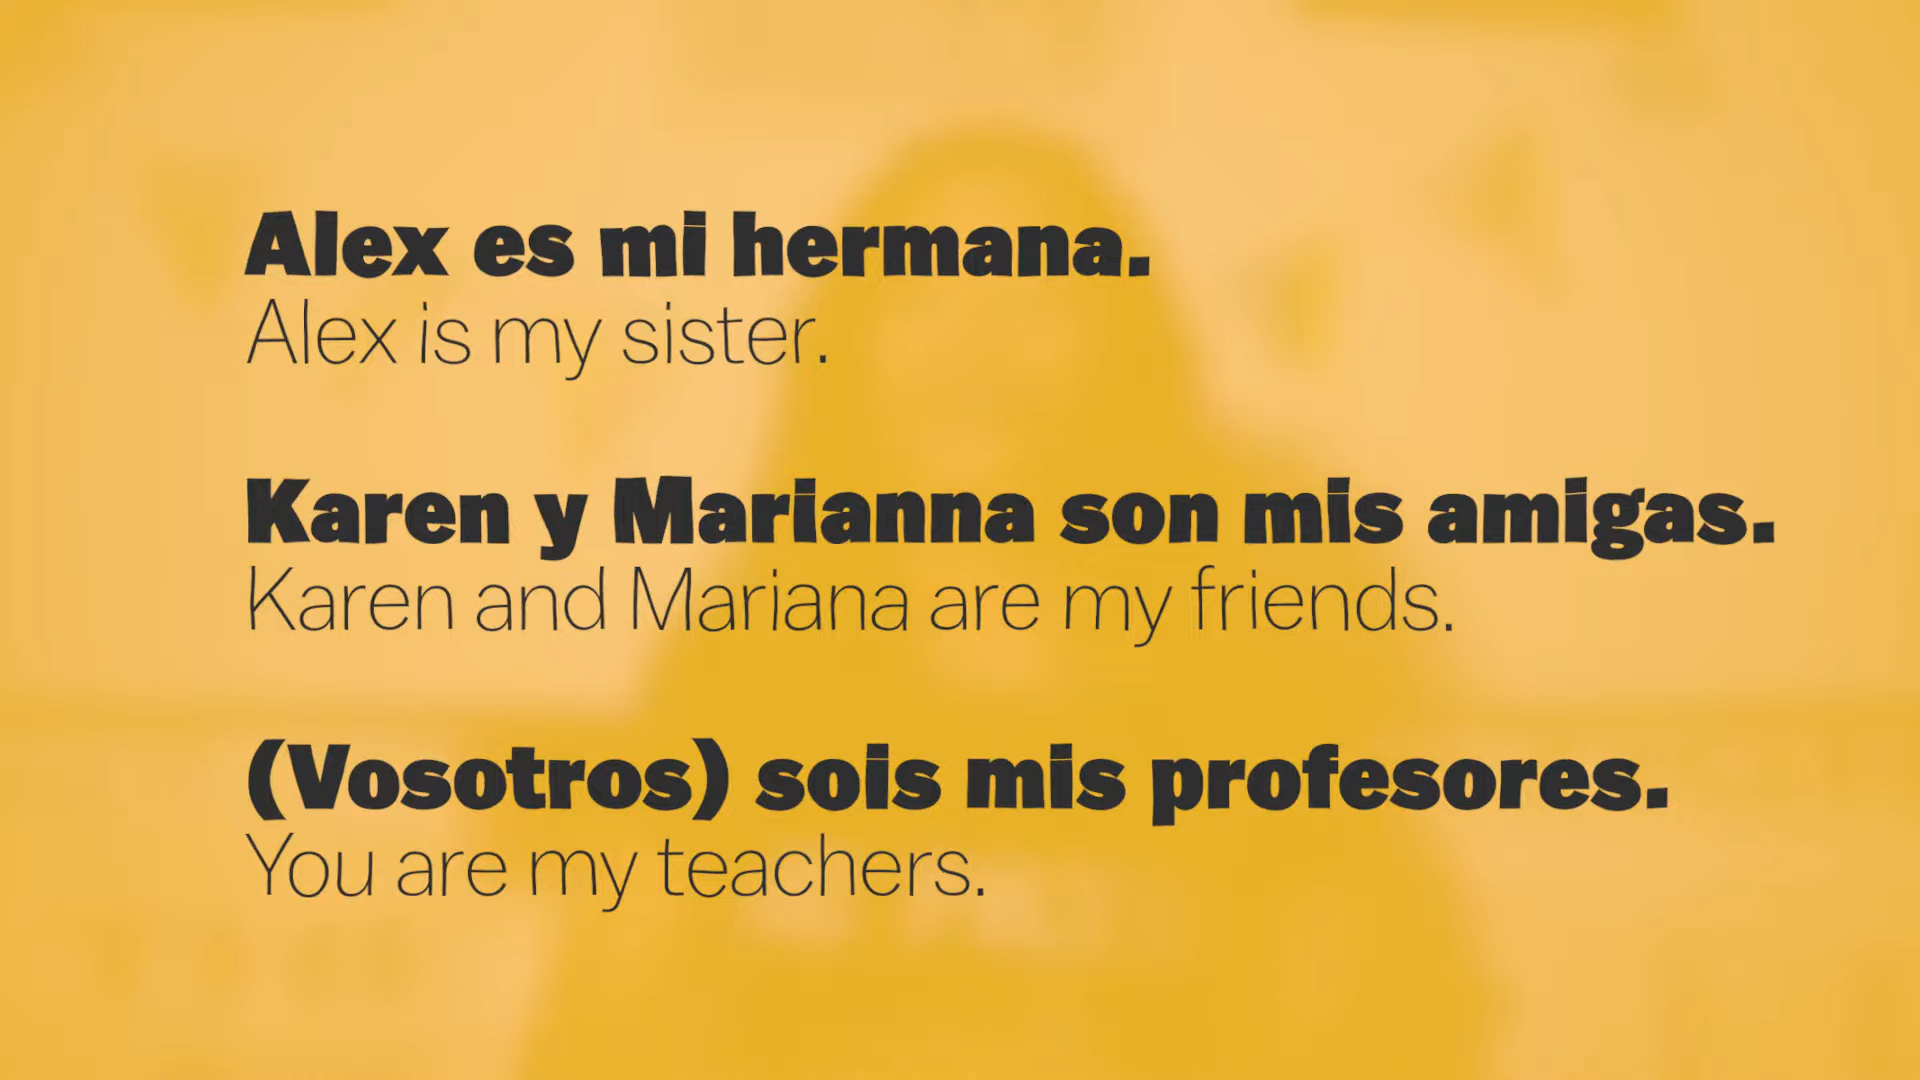 Alex es mi hermana.
Alex is my sister.
Karen y Marianna son mis amigas.
Karen and Mariana are my friends.
(Vosotros) sois mis profesores.
You are my teachers.